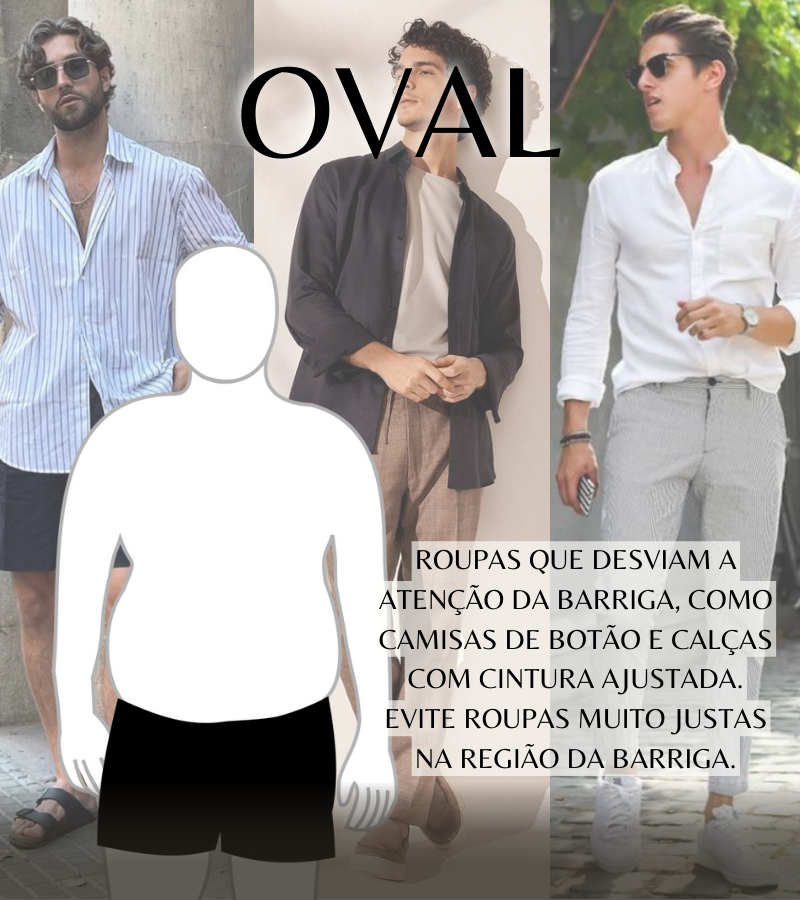 OVAL
ROUPAS QUE DESVIAM A
ATENÇÃO DA BARRIGA, COMO
CAMISAS DE BOTÃO E CALÇAS
COM CINTURA AJUSTADA.
EVITE ROUPAS MUITO JUSTAS
NA REGIÃO DA BARRIGA.